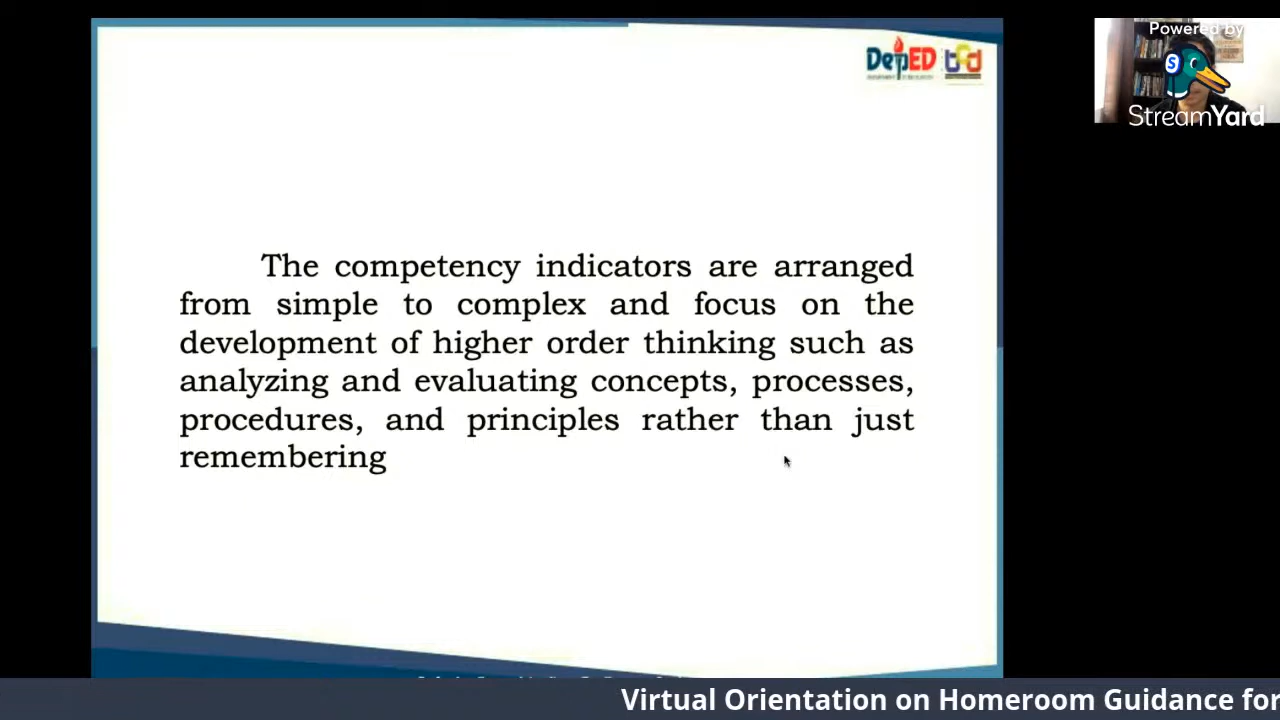 Powered by
StreamYard
DepED
The competency indicators are arranged
from simple to complex and focus on the
development of higher order thinking such as
analyzing and evaluating concepts, processes,
procedures, and principles rather than just
remembering
Virtual Orientation on Homeroom Guidance for